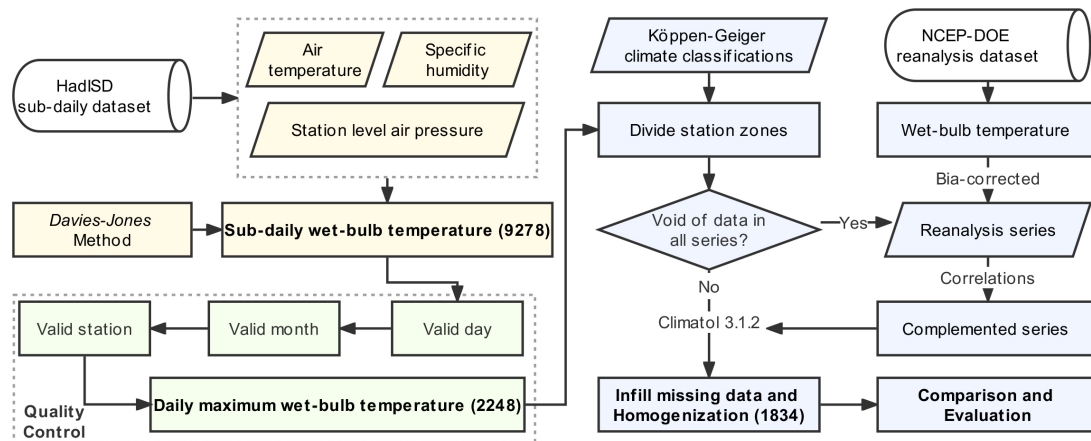 HadISD
sub-daily dataset
Air
temperature
Specific
humidity
Station level air pressure
Davies-Jones
Method
Sub-daily wet-bulb temperature (9278)
Valid station
Valid month
Valid day
Daily maximum wet-bulb temperature (2248)
Quality
Control
Köppen-Geiger
climate classifications
Divide station zones
Void of data in
all series?
Yes
No
Climatol 3.1.2
Infill missing data and
Homogenization (1834)
NCEP-DOE
reanalysis dataset
Wet-bulb temperature
Bia-corrected
Reanalysis series
Correlations
Complemented series
Comparison and
Evaluation